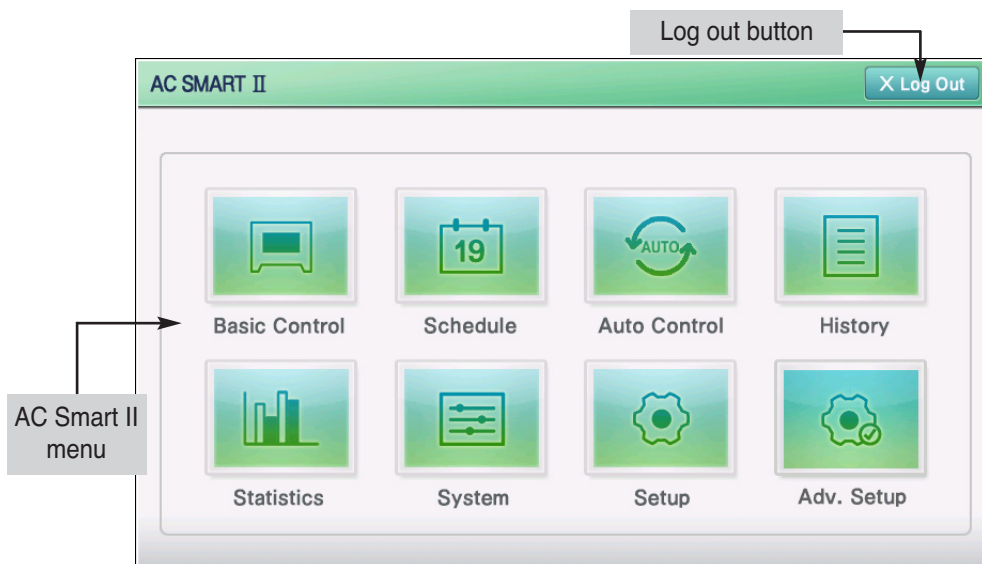 Log out button
AC SMART II
X Log Out
19
AUTO
Basic Control
Schedule
Auto Control
History
AC Smart II
menu
Statistics
System
Setup
Adv. Setup